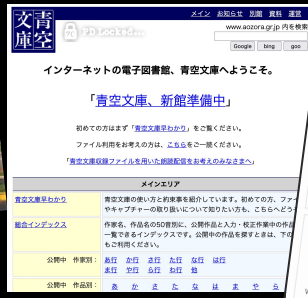 青空文庫
PD Locked...
メイン お知らせ 別館 資料 運営
www.aozora.gr.jp 内を検索
Google bing goo
インターネットの電子図書館、青空文庫へようこそ。
「青空文庫、新館準備中」
初めての方はまず「青空文庫早わかり」をご覧ください。
ファイル利用をお考えの方は、こちらをご一読ください。
「青空文庫収録ファイルを用いた朗読配信をお考えのみなさまへ」
メインエリア
青空文庫早わかり
青空文庫の使い方と約束事を紹介しています。初めての方、ファイ
やキャプチャーの取り扱いについて知りたい方も、こちらへどう
総合インデックス
作家名、作品名の50音別に、公開作品と入力・校正作業中の作
一覧できるインデックスです。公開中の作品を探すときは、下の
もご利用ください。
公開中 作家別: あ行 か行 さ行 た行 な行 は行
ま行 や行 ら行 わ行 他
公開中 作品別: あ か さ た な は ま や ら